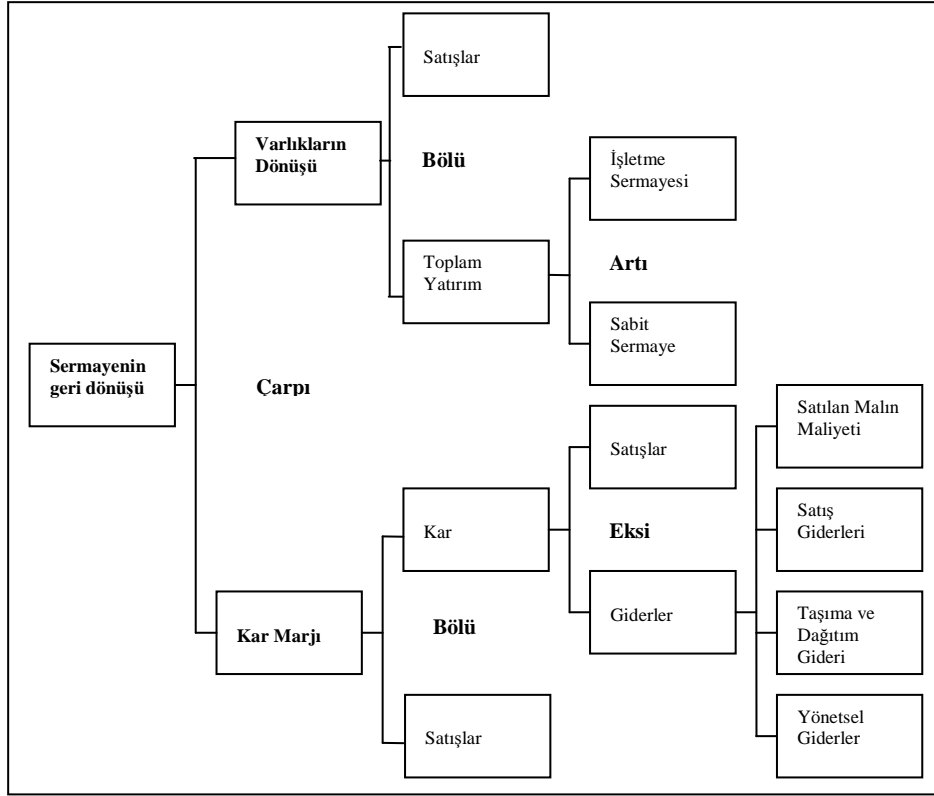 Satışlar
Varlıkların
Dönüşü
Bölü
İşletme
Sermayesi
Toplam
Yatırım
Artı
Sabit
Sermaye
Sermayenin
geri dönüşü
Çarpı
Satılan Malın
Maliyeti
Satışlar
Kar
Eksi
Satış
Giderleri
Giderler
Kar Marjı
Bölü
Taşıma ve
Dağıtım
Gideri
Satışlar
Yönetsel
Giderler